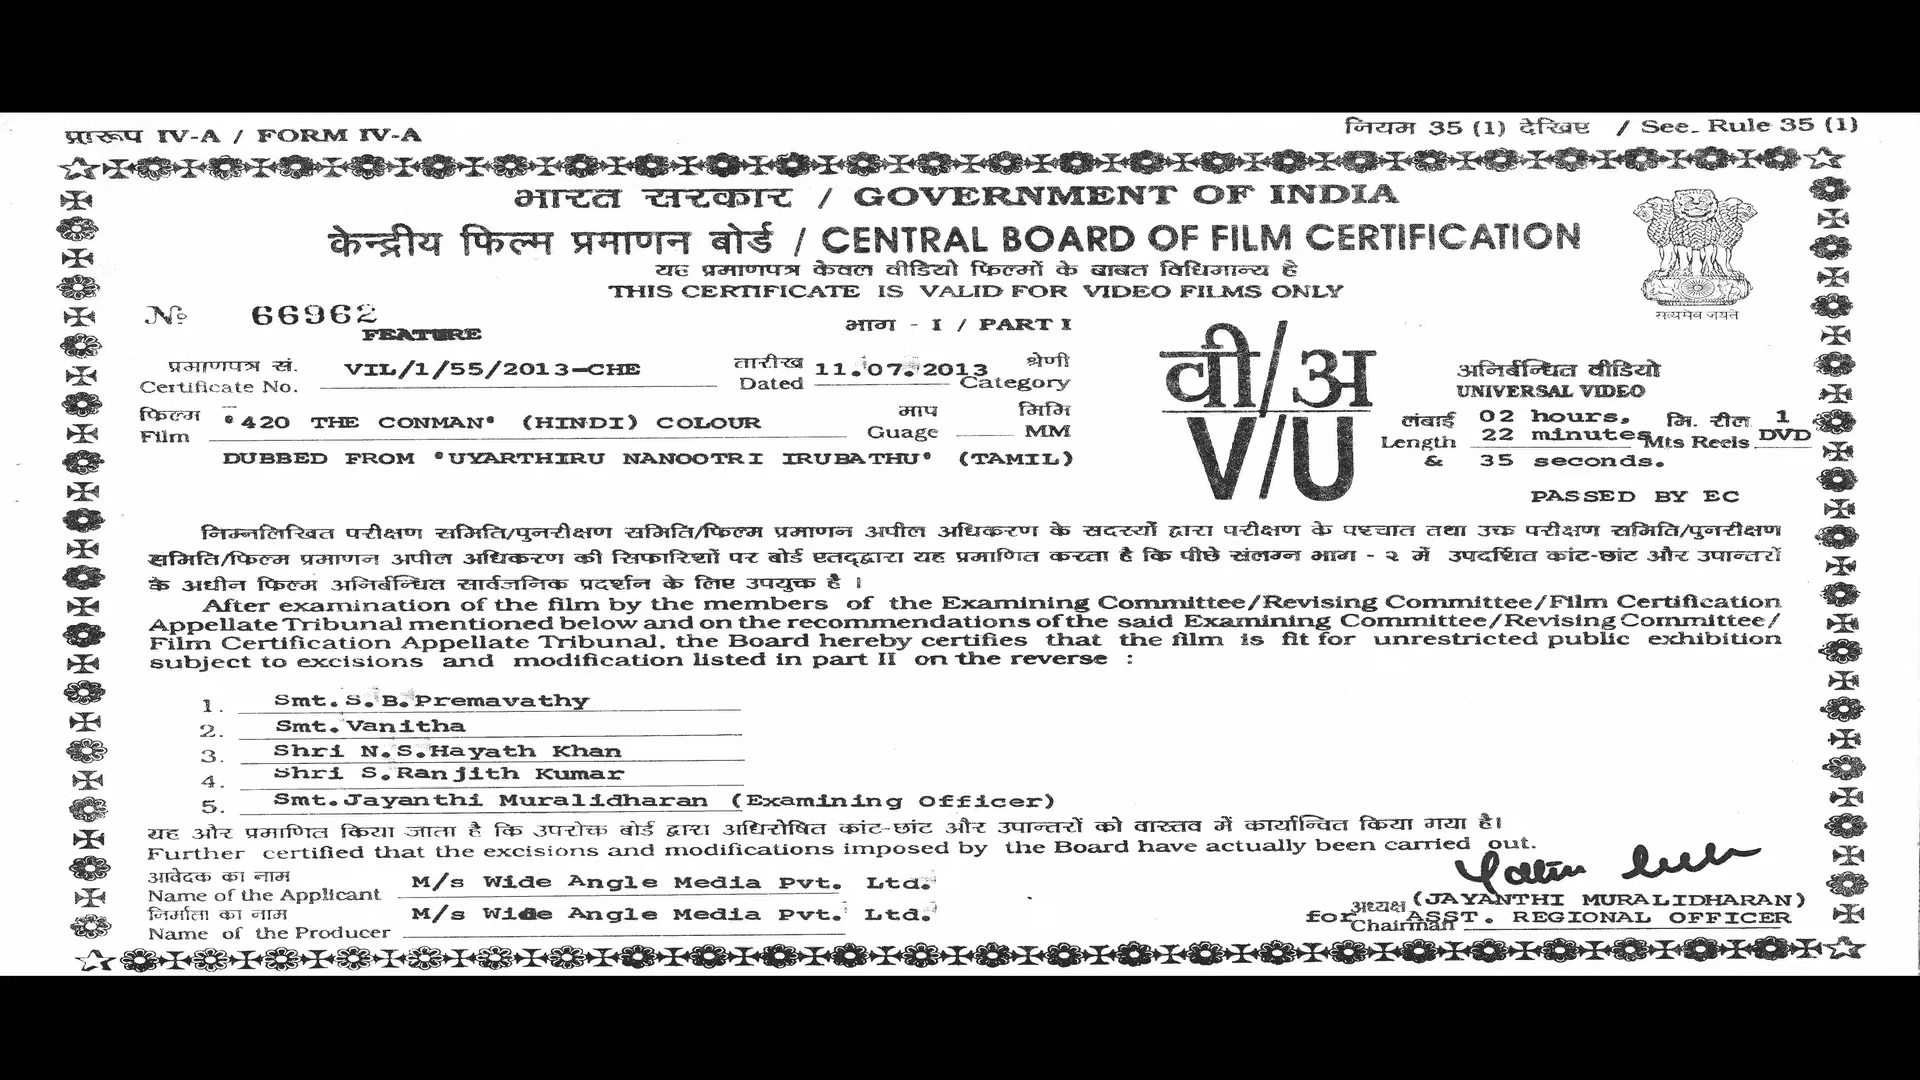 प्रारूप IV-A / FORM IV-A
नियम 35 (1) देखिए / See. Rule 35 (1)
भारत सरकार / GOVERNMENT OF INDIA
केन्द्रीय फिल्म प्रमाणन बोर्ड / CENTRAL BOARD OF FILM CERTIFICATION
यह प्रमाणपत्र केवल वीडियो फिल्मों के बाबत विधिमान्य है
THIS CERTIFICATE IS VALID FOR VIDEO FILMS ONLY
सत्यमेव जयते
No 66962
FEATURE
भाग - I / PART I
प्रमाणपत्र सं. VIL/1/55/2013-CHE तारीख 11.07.2013 श्रेणी
Certificate No. Dated Category
वी/अ
V/U
अनिर्बन्धित वीडियो
UNIVERSAL VIDEO
फिल्म "420 THE CONMAN" (HINDI) COLOUR माप मिमि
Film Guage MM
DUBBED FROM "UYARTHIRU NANOOTRI IRUBATHU" (TAMIL)
लंबाई 02 hours, मि. रील 1
Length 22 minutes Mts Reels DVD
& 35 seconds.
PASSED BY EC
निम्नलिखित परीक्षण समिति/पुनरीक्षण समिति/फिल्म प्रमाणन अपील अधिकरण के सदस्यों द्वारा परीक्षण के पश्चात तथा उक्त परीक्षण समिति/पुनरीक्षण
समिति/फिल्म प्रमाणन अपील अधिकरण की सिफारिशों पर बोर्ड एतद्द्वारा यह प्रमाणित करता है कि पीछे संलग्न भाग - २ में उपदर्शित कांट-छांट और उपान्तरों
के अधीन फिल्म अनिर्बन्धित सार्वजनिक प्रदर्शन के लिए उपयुक्त है।
After examination of the film by the members of the Examining Committee/Revising Committee/Film Certification
Appellate Tribunal mentioned below and on the recommendations of the said Examining Committee/Revising Committee/
Film Certification Appellate Tribunal, the Board hereby certifies that the film is fit for unrestricted public exhibition
subject to excisions and modification listed in part II on the reverse :
1. Smt.S.B.Premavathy
2. Smt.Vanitha
3. Shri N.S.Hayath Khan
4. Shri S.Ranjith Kumar
5. Smt.Jayanthi Muralidharan (Examining Officer)
यह और प्रमाणित किया जाता है कि उपरोक्त बोर्ड द्वारा अधिरोषित कांट-छांट और उपान्तरों को वास्तव में कार्यान्वित किया गया है।
Further certified that the excisions and modifications imposed by the Board have actually been carried out.
आवेदक का नाम M/s Wide Angle Media Pvt. Ltd.
Name of the Applicant
निर्माता का नाम M/s Wide Angle Media Pvt. Ltd.
Name of the Producer
अध्यक्ष (JAYANTHI MURALIDHARAN)
for ASST. REGIONAL OFFICER
Chairman